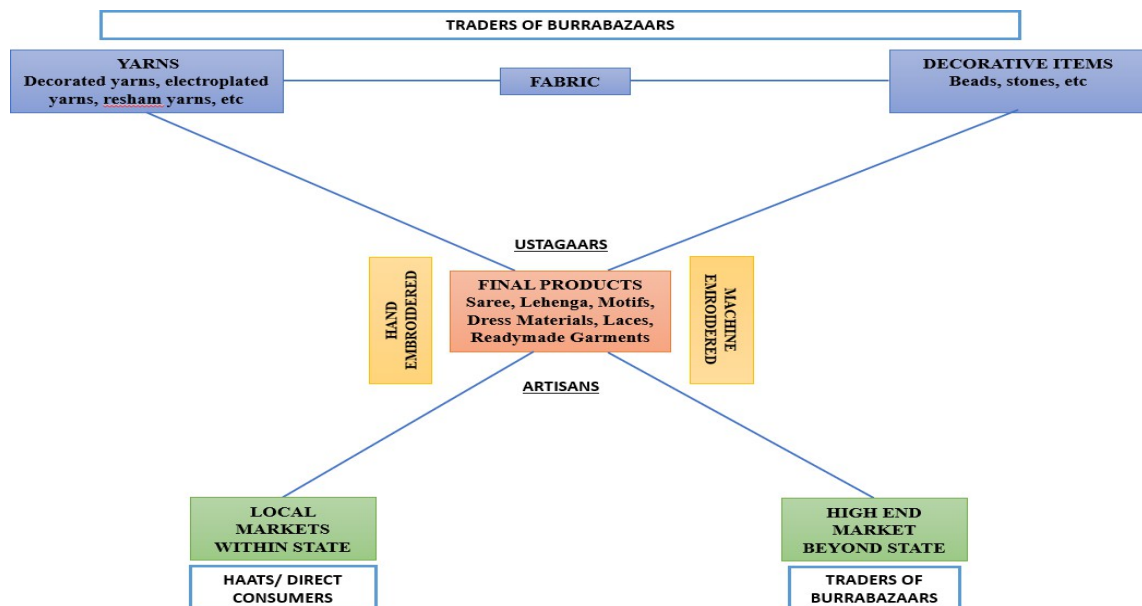 TRADERS OF BURRABAZAARS
YARNS
Decorated yarns, electroplated
yarns, resham yarns, etc
FABRIC
DECORATIVE ITEMS
Beads, stones, etc
USTAGAARS
HAND
EMBROIDERED
FINAL PRODUCTS
Saree, Lehenga, Motifs,
Dress Materials, Laces,
Readymade Garments
MACHINE
EMROIDERED
ARTISANS
LOCAL
MARKETS
WITHIN STATE
HIGH END
MARKET
BEYOND STATE
HAATS/ DIRECT
CONSUMERS
TRADERS OF
BURRABAZAARS